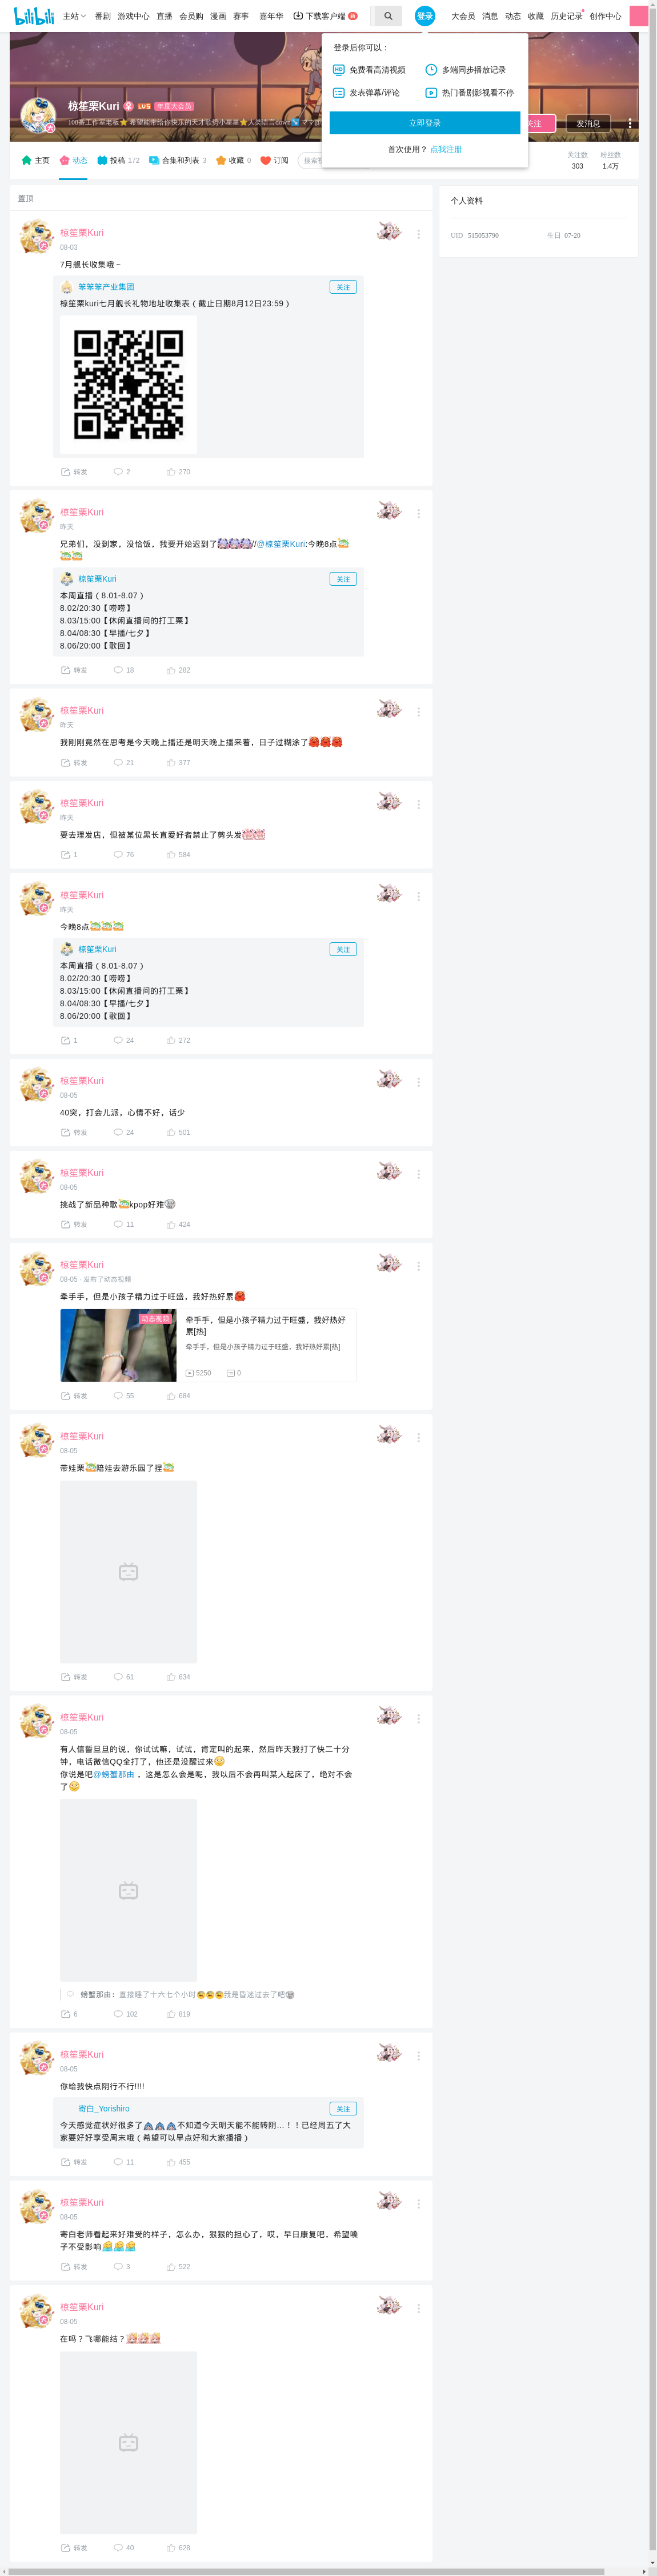 bilibili 主站 番剧 游戏中心 直播 会员购 漫画 赛事 嘉年华 下载客户端 登录 大会员 消息 动态 收藏 历史记录 创作中心
登录后你可以：
免费看高清视频 多端同步播放记录
发表弹幕/评论 热门番剧影视看不停
立即登录
首次使用？ 点我注册
椋笙栗Kuri LV5 年度大会员
108番工作室老板 希望能带给你快乐的天才歌势小星星 人类语言down
关注 发消息
主页 动态 投稿 172 合集和列表 3 收藏 0 订阅
关注数 粉丝数
303 1.4万
个人资料
UID 515053790 生日 07-20
置顶
椋笙栗Kuri
08-03
7月舰长收集哦~
笨笨笨产业集团 关注
椋笙栗kuri七月舰长礼物地址收集表（截止日期8月12日23:59）
转发 2 270
椋笙栗Kuri
昨天
兄弟们，没到家，没恰饭，我要开始迟到了//@椋笙栗Kuri:今晚8点
椋笙栗Kuri 关注
本周直播（8.01-8.07）
8.02/20:30【唠唠】
8.03/15:00【休闲直播间的打工栗】
8.04/08:30【早播/七夕】
8.06/20:00【歌回】
转发 18 282
椋笙栗Kuri
昨天
我刚刚竟然在思考是今天晚上播还是明天晚上播来着，日子过糊涂了
转发 21 377
椋笙栗Kuri
昨天
要去理发店，但被某位黑长直爱好者禁止了剪头发
1 76 584
椋笙栗Kuri
昨天
今晚8点
椋笙栗Kuri 关注
本周直播（8.01-8.07）
8.02/20:30【唠唠】
8.03/15:00【休闲直播间的打工栗】
8.04/08:30【早播/七夕】
8.06/20:00【歌回】
1 24 272
椋笙栗Kuri
08-05
40突，打会儿派，心情不好，话少
转发 24 501
椋笙栗Kuri
08-05
挑战了新品种歌kpop好难
转发 11 424
椋笙栗Kuri
08-05 · 发布了动态视频
牵手手，但是小孩子精力过于旺盛，我好热好累
动态视频
牵手手，但是小孩子精力过于旺盛，我好热好
累[热]
牵手手，但是小孩子精力过于旺盛，我好热好累[热]
5250 0
转发 55 684
椋笙栗Kuri
08-05
带娃栗陪娃去游乐园了捏
转发 61 634
椋笙栗Kuri
08-05
有人信誓旦旦的说，你试试嘛，试试，肯定叫的起来，然后昨天我打了快二十分
钟，电话微信QQ全打了，他还是没醒过来
你说是吧@螃蟹那由 ，这是怎么会是呢，我以后不会再叫某人起床了，绝对不会
了
螃蟹那由：直接睡了十六七个小时我是昏迷过去了吧
6 102 819
椋笙栗Kuri
08-05
你给我快点阴行不行!!!!
寄白_Yorishiro 关注
今天感觉症状好很多了不知道今天明天能不能转阴…！！已经周五了大
家要好好享受周末哦（希望可以早点好和大家播播）
转发 11 455
椋笙栗Kuri
08-05
寄白老师看起来好难受的样子，怎么办，狠狠的担心了，哎，早日康复吧，希望嗓
子不受影响
转发 3 522
椋笙栗Kuri
08-05
在吗？飞哪能结？
转发 40 628